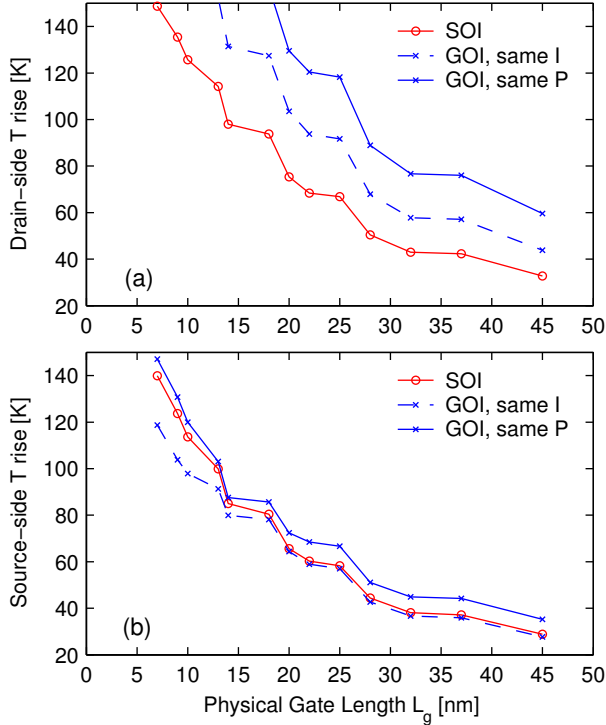 140
120
100
80
60
40
20
Drain-side T rise [K]
SOI
GOI, same I
GOI, same P
(a)
0 5 10 15 20 25 30 35 40 45 50
140
120
100
80
60
40
20
Source-side T rise [K]
SOI
GOI, same I
GOI, same P
(b)
0 5 10 15 20 25 30 35 40 45 50
Physical Gate Length Lg [nm]